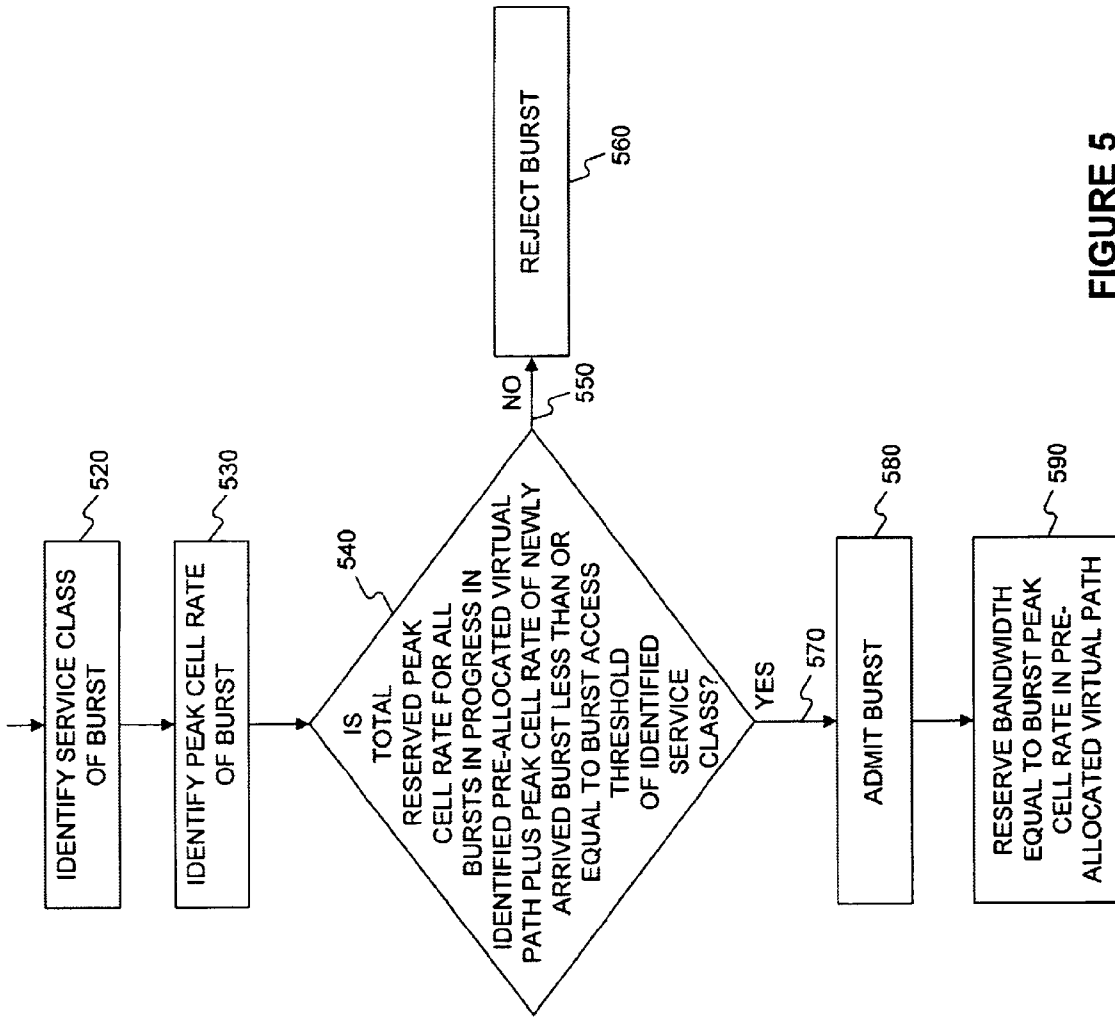 IDENTIFY SERVICE CLASS
OF BURST
520
IDENTIFY PEAK CELL RATE
OF BURST
530
IS
TOTAL
RESERVED PEAK
CELL RATE FOR ALL
BURSTS IN PROGRESS IN
IDENTIFIED PRE-ALLOCATED VIRTUAL
PATH PLUS PEAK CELL RATE OF NEWLY
ARRIVED BURST LESS THAN OR
EQUAL TO BURST ACCESS
THRESHOLD
OF IDENTIFIED
SERVICE
CLASS?
540
NO
550
REJECT BURST
560
YES
570
ADMIT BURST
580
RESERVE BANDWIDTH
EQUAL TO BURST PEAK
CELL RATE IN PRE-
ALLOCATED VIRTUAL PATH
590
FIGURE 5